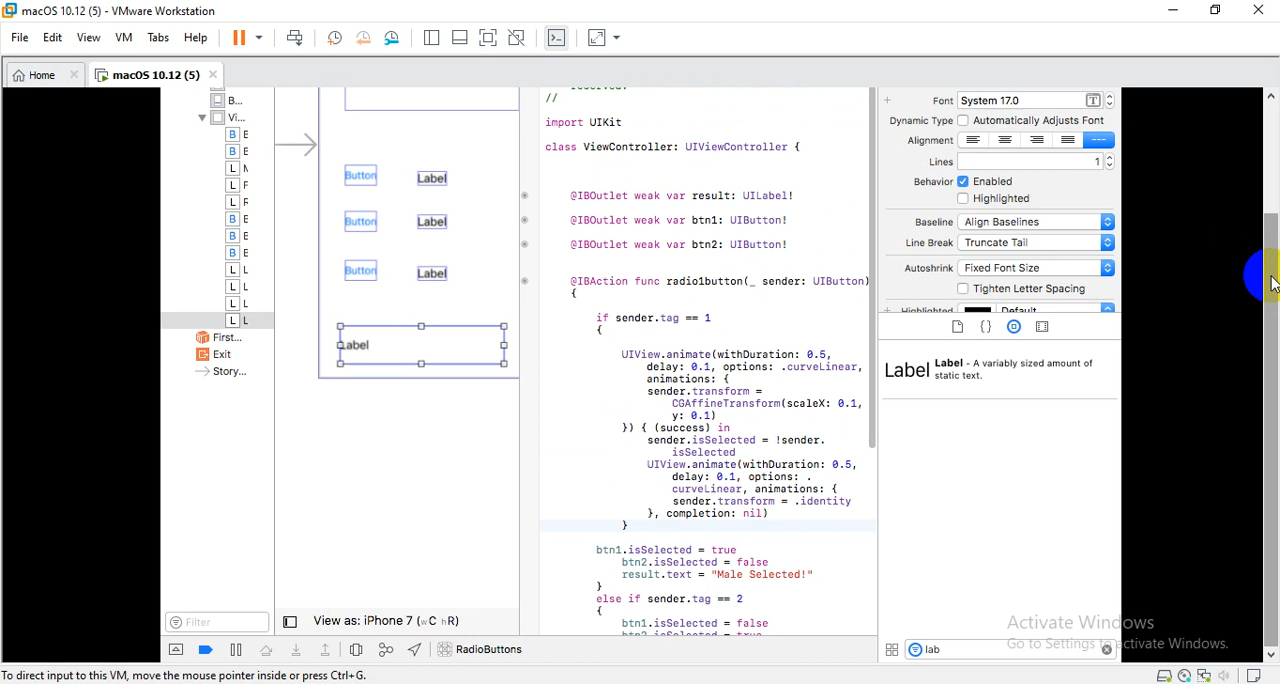 macOS 10.12 (5) - VMware Workstation
File Edit View VM Tabs Help
Home macOS 10.12 (5)
B...
Vi...
B
B
L
L
L
B
B
B
L
L
L
L
First...
Exit
Story...
Filter
Button Label
Button Label
Button Label
Label
View as: iPhone 7 (wC hR)
//
import UIKit
class ViewController: UIViewController {
@IBOutlet weak var result: UILabel!
@IBOutlet weak var btn1: UIButton!
@IBOutlet weak var btn2: UIButton!
@IBAction func radio1button(_ sender: UIButton)
{
if sender.tag == 1
{
UIView.animate(withDuration: 0.5,
delay: 0.1, options: .curveLinear,
animations: {
sender.transform =
CGAffineTransform(scaleX: 0.1,
y: 0.1)
}) { (success) in
sender.isSelected = !sender.
isSelected
UIView.animate(withDuration: 0.5,
delay: 0.1, options: .
curveLinear, animations: {
sender.transform = .identity
}, completion: nil)
}
btn1.isSelected = true
btn2.isSelected = false
result.text = "Male Selected!"
}
else if sender.tag == 2
{
btn1.isSelected = false
Font System 17.0
Dynamic Type Automatically Adjusts Font
Alignment
Lines 1
Behavior Enabled
Highlighted
Baseline Align Baselines
Line Break Truncate Tail
Autoshrink Fixed Font Size
Tighten Letter Spacing
Highlighted Default
Label Label - A variably sized amount of
static text.
lab
RadioButtons
Activate Windows
Go to Settings to activate Windows.
To direct input to this VM, move the mouse pointer inside or press Ctrl+G.